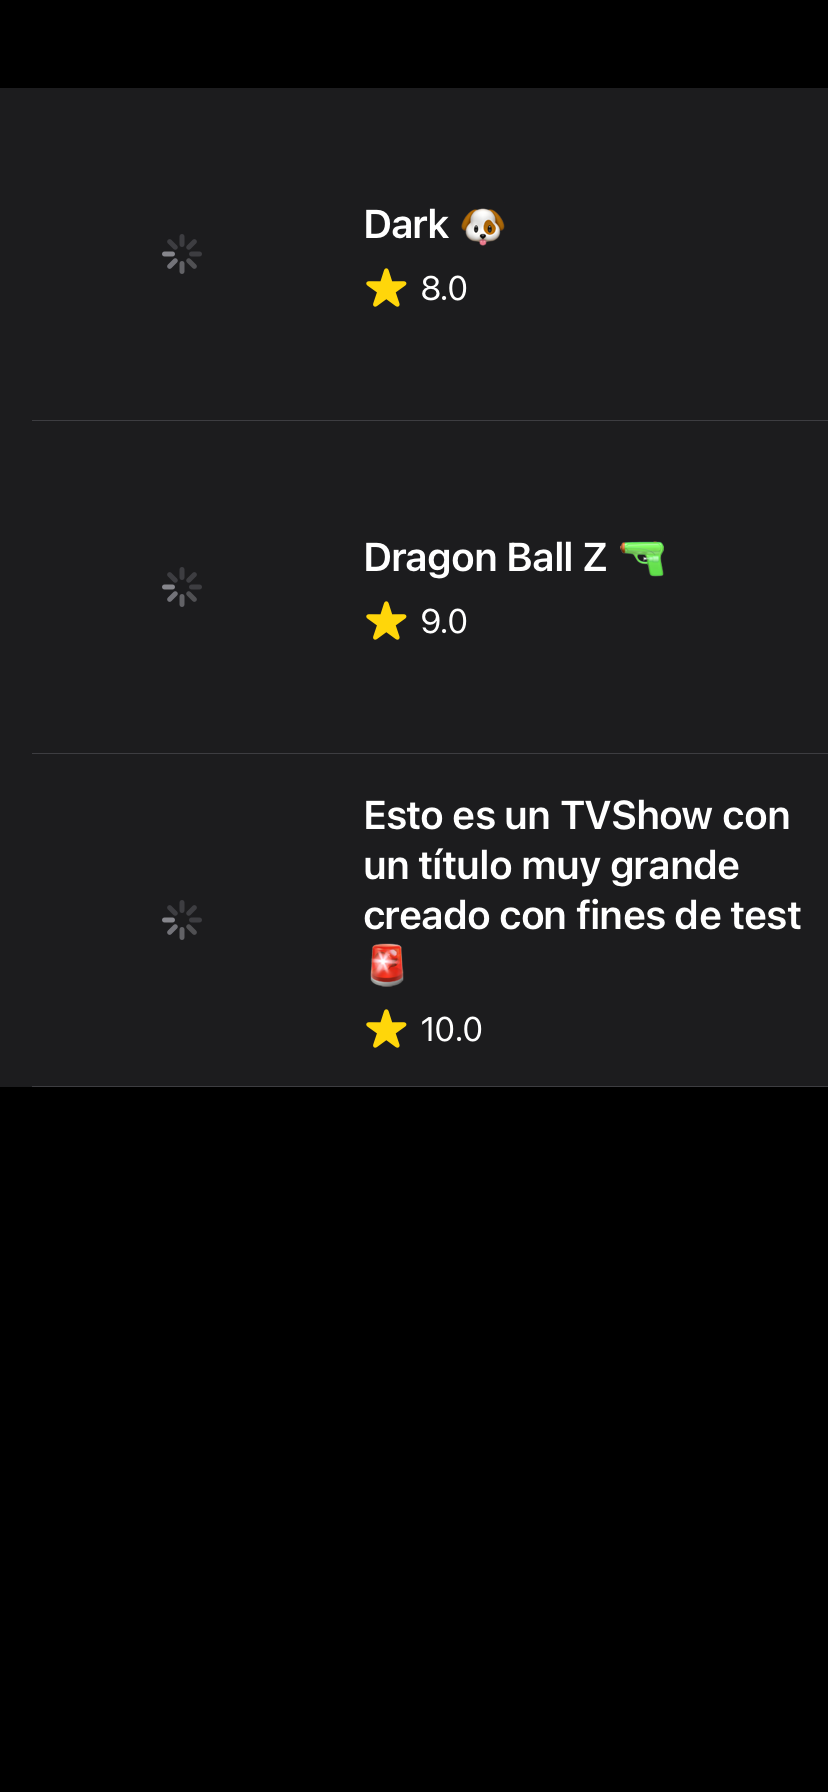 Dark 🐶
⭐ 8.0
Dragon Ball Z 🔫
⭐ 9.0
Esto es un TVShow con
un título muy grande
creado con fines de test
🚨
⭐ 10.0